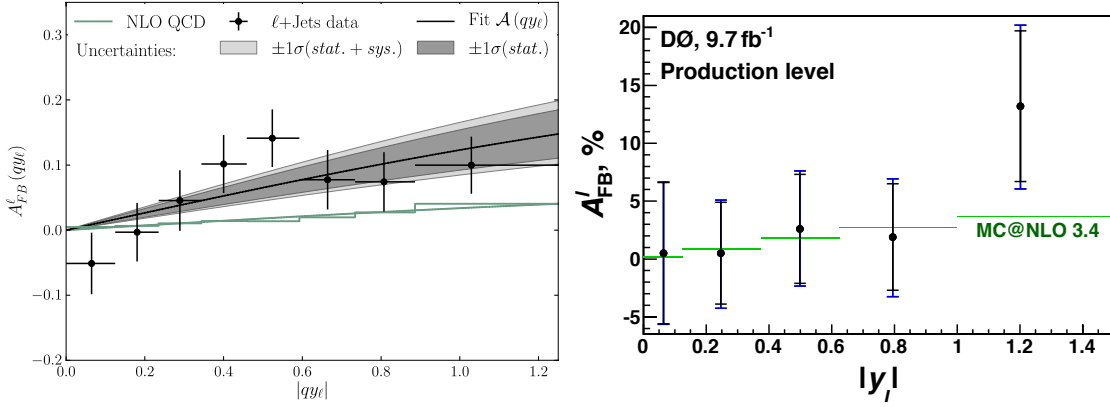 NLO QCD ℓ+Jets data Fit 𝒜(qyℓ)
Uncertainties: ±1σ(stat. + sys.) ±1σ(stat.)
0.3
0.2
0.1
0.0
−0.1
−0.2
A^ℓ_FB(qyℓ)
0.0 0.2 0.4 0.6 0.8 1.0 1.2
|qyℓ|
DØ, 9.7 fb⁻¹
Production level
MC@NLO 3.4
20
15
10
5
0
-5
A^l_FB, %
0 0.2 0.4 0.6 0.8 1 1.2 1.4
|y_l|